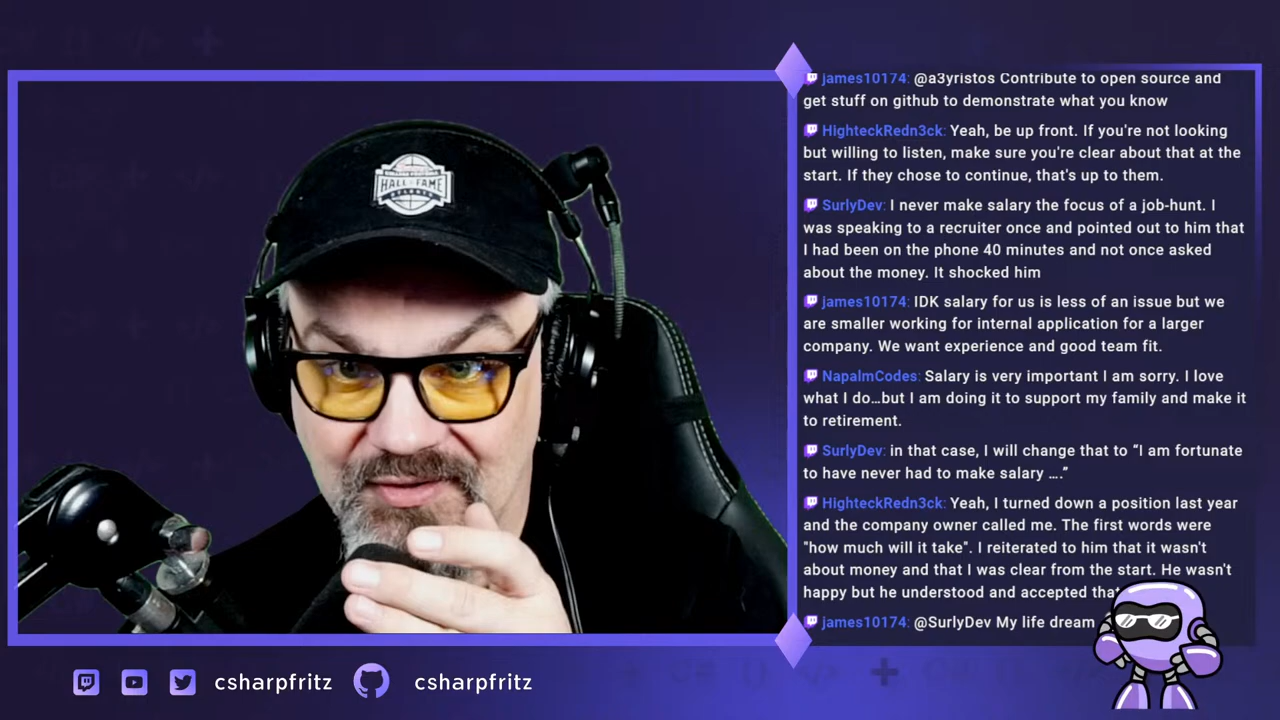 HALL OF FAME
james10174: @a3yristos Contribute to open source and
get stuff on github to demonstrate what you know
HighteckRedn3ck: Yeah, be up front. If you're not looking
but willing to listen, make sure you're clear about that at the
start. If they chose to continue, that's up to them.
SurlyDev: I never make salary the focus of a job-hunt. I
was speaking to a recruiter once and pointed out to him that
I had been on the phone 40 minutes and not once asked
about the money. It shocked him
james10174: IDK salary for us is less of an issue but we
are smaller working for internal application for a larger
company. We want experience and good team fit.
NapalmCodes: Salary is very important I am sorry. I love
what I do…but I am doing it to support my family and make it
to retirement.
SurlyDev: in that case, I will change that to “I am fortunate
to have never had to make salary ….”
HighteckRedn3ck: Yeah, I turned down a position last year
and the company owner called me. The first words were
"how much will it take". I reiterated to him that it wasn't
about money and that I was clear from the start. He wasn't
happy but he understood and accepted that
james10174: @SurlyDev My life dream
csharpfritz
csharpfritz